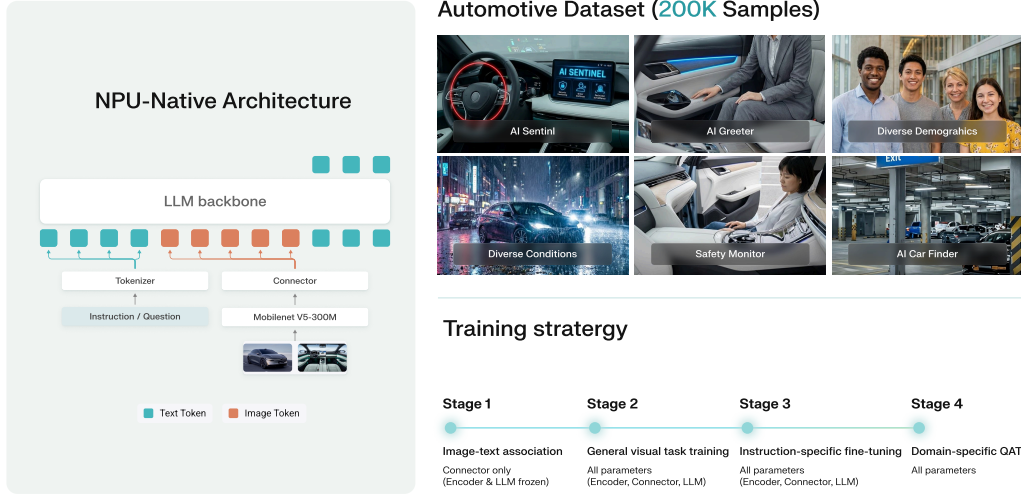 NPU-Native Architecture
LLM backbone
Tokenizer
Connector
Instruction / Question
Mobilenet V5-300M
Text Token
Image Token
Automotive Dataset (200K Samples)
AI SENTINEL
AI Sentinl
AI Greeter
Diverse Demograhics
Exit
Diverse Conditions
Safety Monitor
AI Car Finder
Training stratergy
Stage 1
Stage 2
Stage 3
Stage 4
Image-text association
General visual task training
Instruction-specific fine-tuning
Domain-specific QAT
Connector only
(Encoder & LLM frozen)
All parameters
(Encoder, Connector, LLM)
All parameters
(Encoder, Connector, LLM)
All parameters